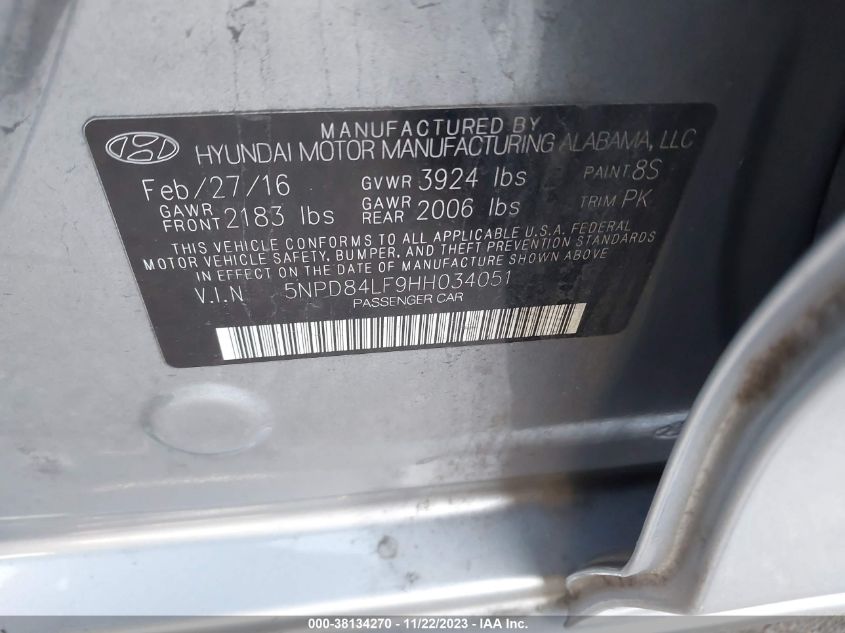 MANUFACTURED BY
HYUNDAI MOTOR MANUFACTURING ALABAMA, LLC
Feb/27/16 GVWR 3924 lbs PAINT 8S
GAWR FRONT 2183 lbs GAWR REAR 2006 lbs TRIM PK
THIS VEHICLE CONFORMS TO ALL APPLICABLE U.S.A. FEDERAL
MOTOR VEHICLE SAFETY, BUMPER, AND THEFT PREVENTION STANDARDS
IN EFFECT ON THE DATE OF MANUFACTURE SHOWN ABOVE
V.I.N 5NPD84LF9HH034051
PASSENGER CAR
000-38134270 - 11/22/2023 - IAA Inc.